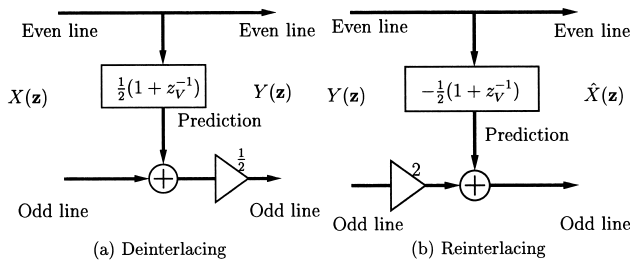 Even line Even line Even line Even line
X(𝐳) ½(1 + z_V^{-1}) Y(𝐳) Y(𝐳) −½(1 + z_V^{-1}) X̂(𝐳)
Prediction Prediction
+ ½ 2 +
Odd line Odd line Odd line Odd line
(a) Deinterlacing (b) Reinterlacing